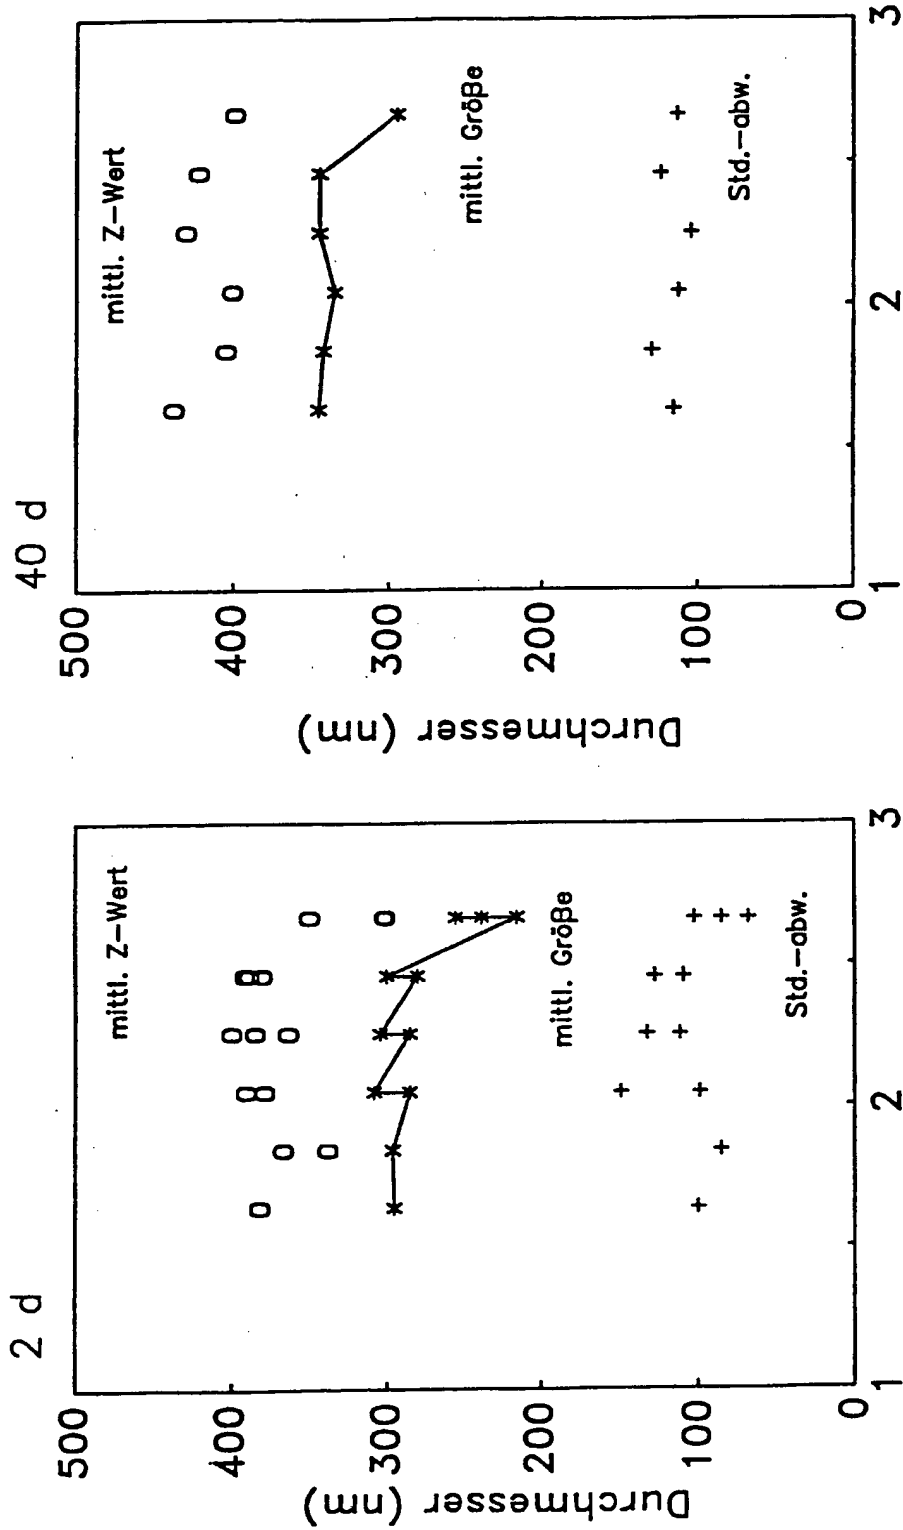 2 d
500
400
300
200
100
0
Durchmesser (nm)
mittl. Z-Wert
mittl. Größe
Std.-abw.
1
2
3
40 d
500
400
300
200
100
0
Durchmesser (nm)
mittl. Z-Wert
mittl. Größe
Std.-abw.
1
2
3